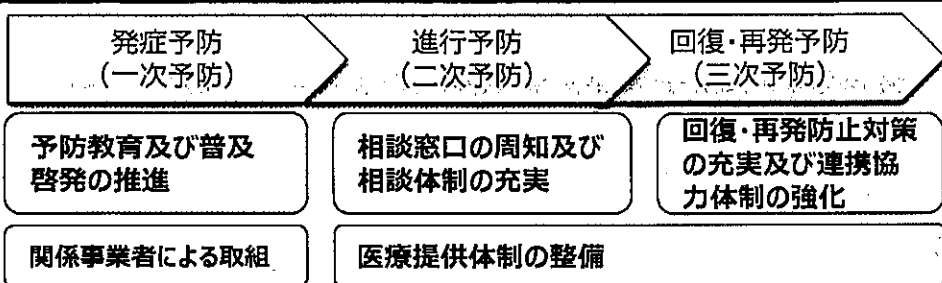 発症予防
（一次予防）
進行予防
（二次予防）
回復・再発予防
（三次予防）
予防教育及び普及
啓発の推進
相談窓口の周知及び
相談体制の充実
回復・再発防止対策
の充実及び連携協
力体制の強化
関係事業者による取組
医療提供体制の整備